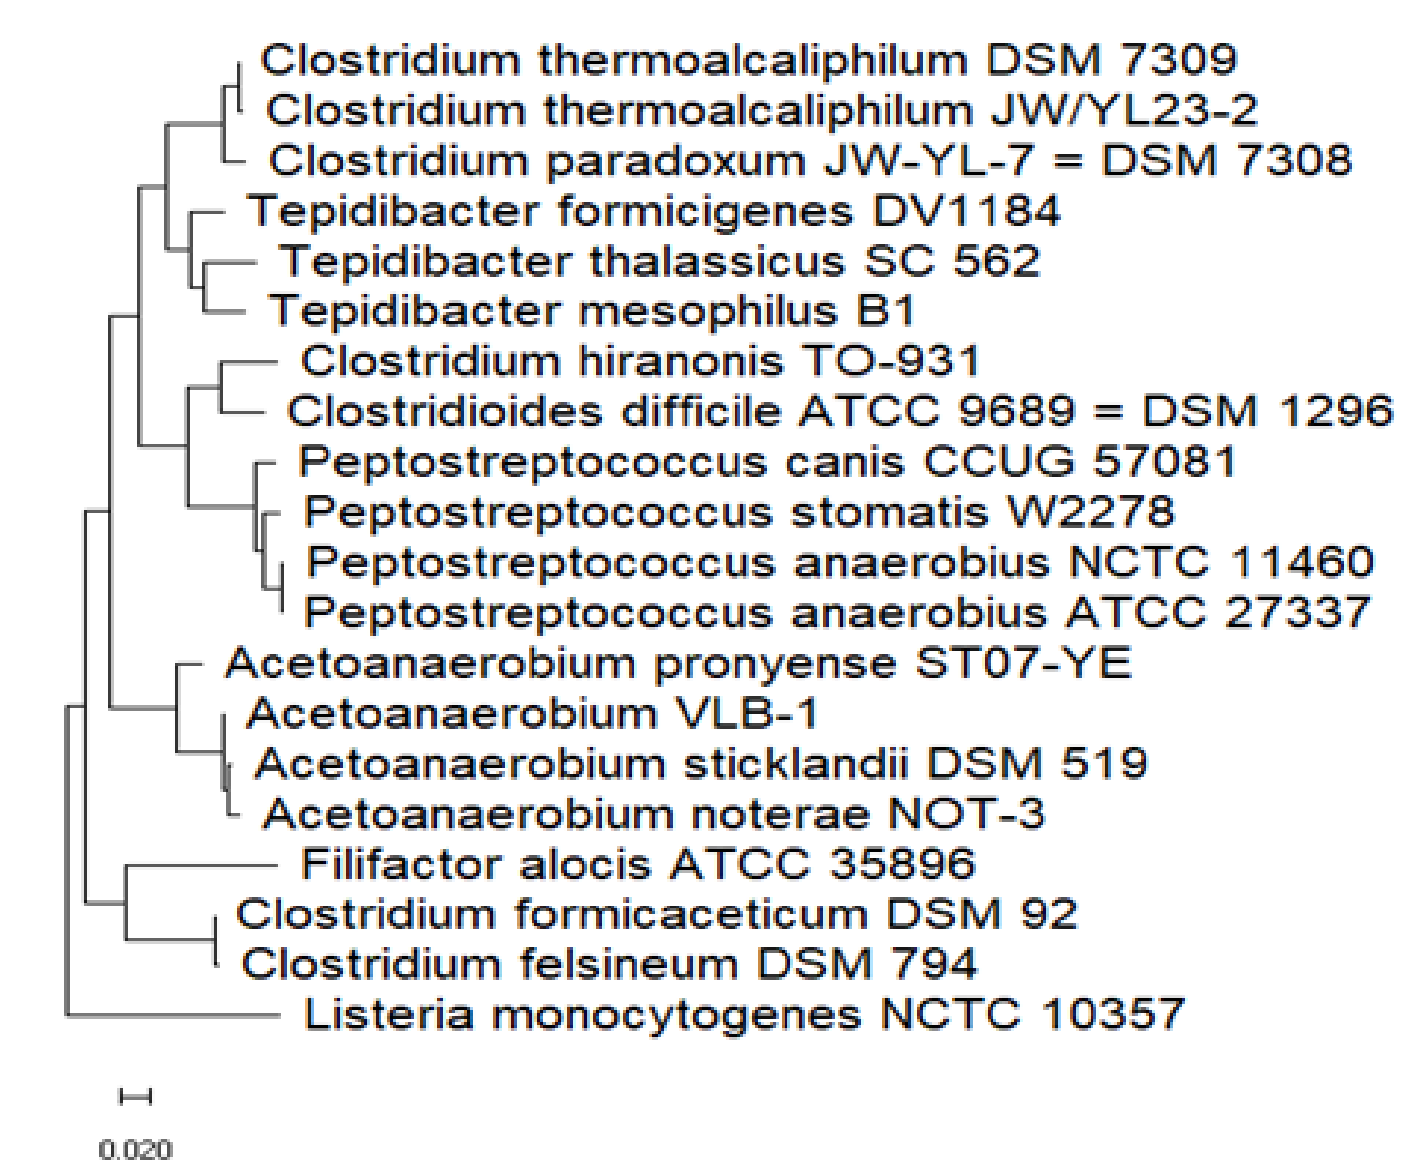 Clostridium thermoalcaliphilum DSM 7309
Clostridium thermoalcaliphilum JW/YL23-2
Clostridium paradoxum JW-YL-7 = DSM 7308
Tepidibacter formicigenes DV1184
Tepidibacter thalassicus SC 562
Tepidibacter mesophilus B1
Clostridium hiranonis TO-931
Clostridioides difficile ATCC 9689 = DSM 1296
Peptostreptococcus canis CCUG 57081
Peptostreptococcus stomatis W2278
Peptostreptococcus anaerobius NCTC 11460
Peptostreptococcus anaerobius ATCC 27337
Acetoanaerobium pronyense ST07-YE
Acetoanaerobium VLB-1
Acetoanaerobium sticklandii DSM 519
Acetoanaerobium noterae NOT-3
Filifactor alocis ATCC 35896
Clostridium formicaceticum DSM 92
Clostridium felsineum DSM 794
Listeria monocytogenes NCTC 10357
0.020